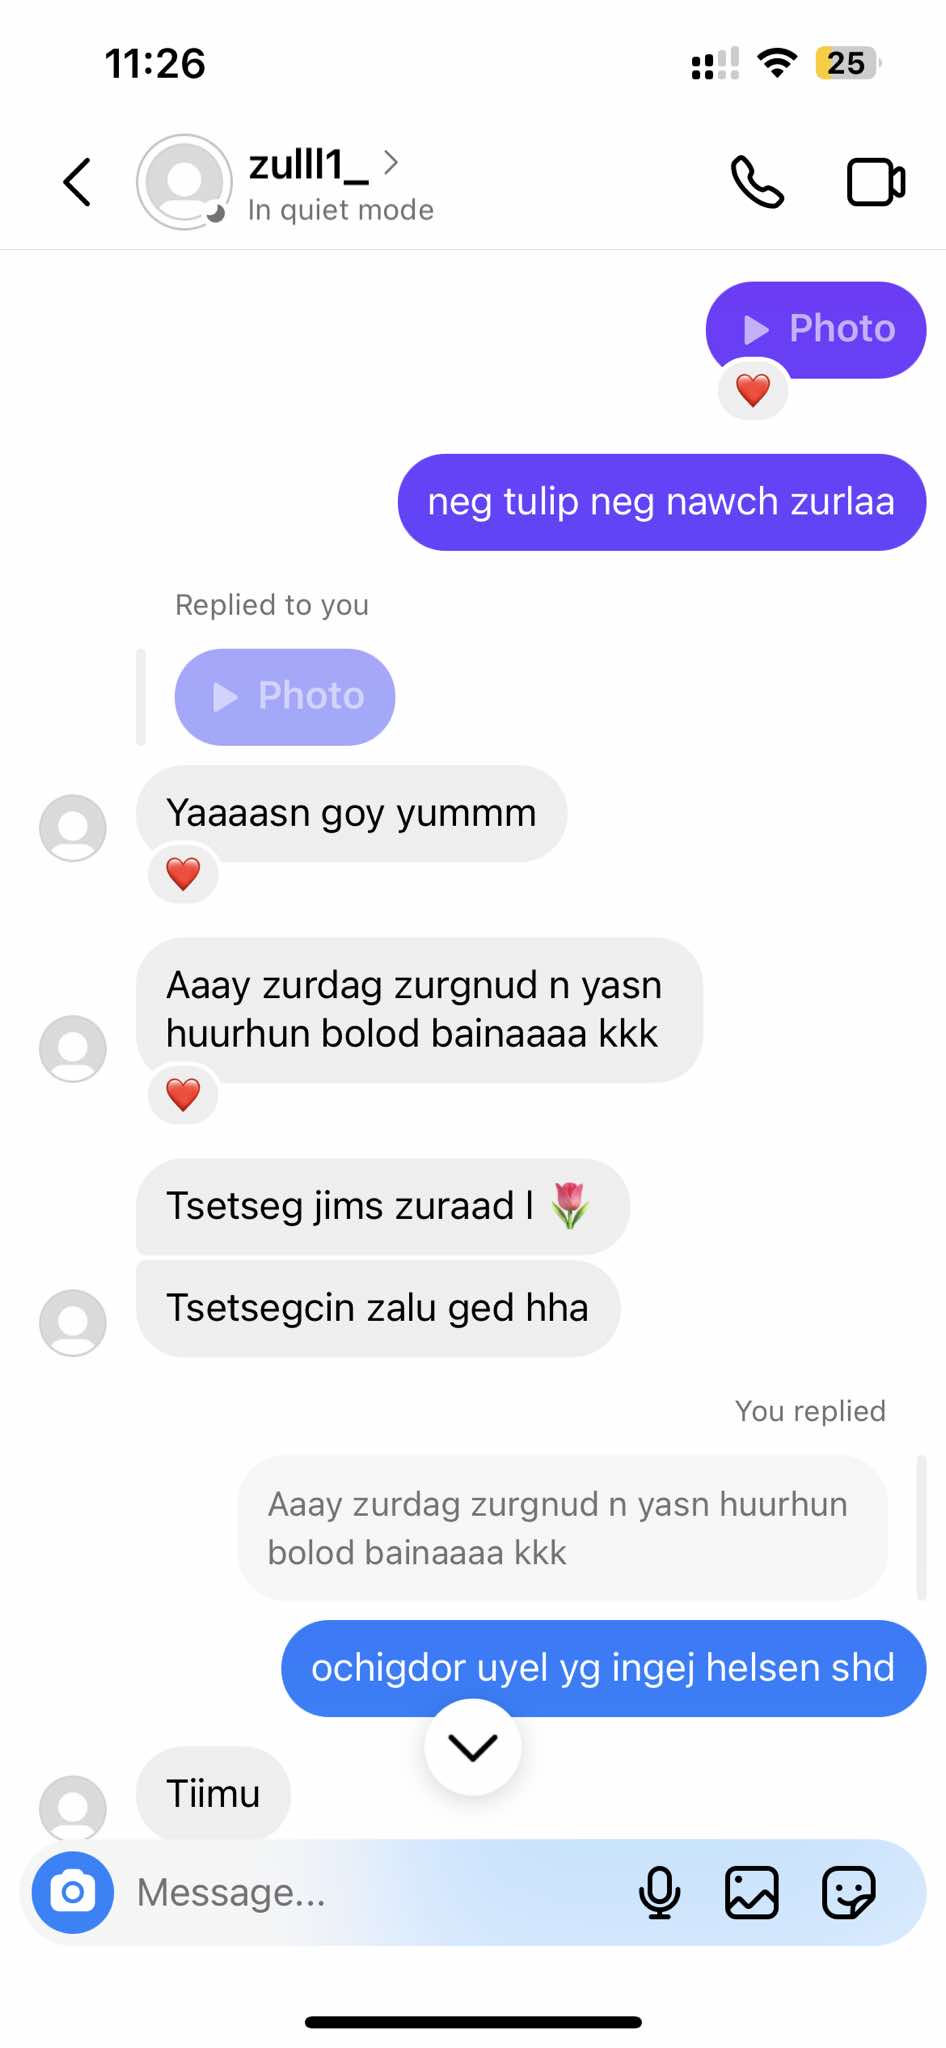 11:26
25
zulll1_
In quiet mode
Photo
neg tulip neg nawch zurlaa
Replied to you
Photo
Yaaaasn goy yummm
Aaay zurdag zurgnud n yasn
huurhun bolod bainaaaa kkk
Tsetseg jims zuraad l 🌷
Tsetsegcin zalu ged hha
You replied
Aaay zurdag zurgnud n yasn huurhun
bolod bainaaaa kkk
ochigdor uyel yg ingej helsen shd
Tiimu
Message...